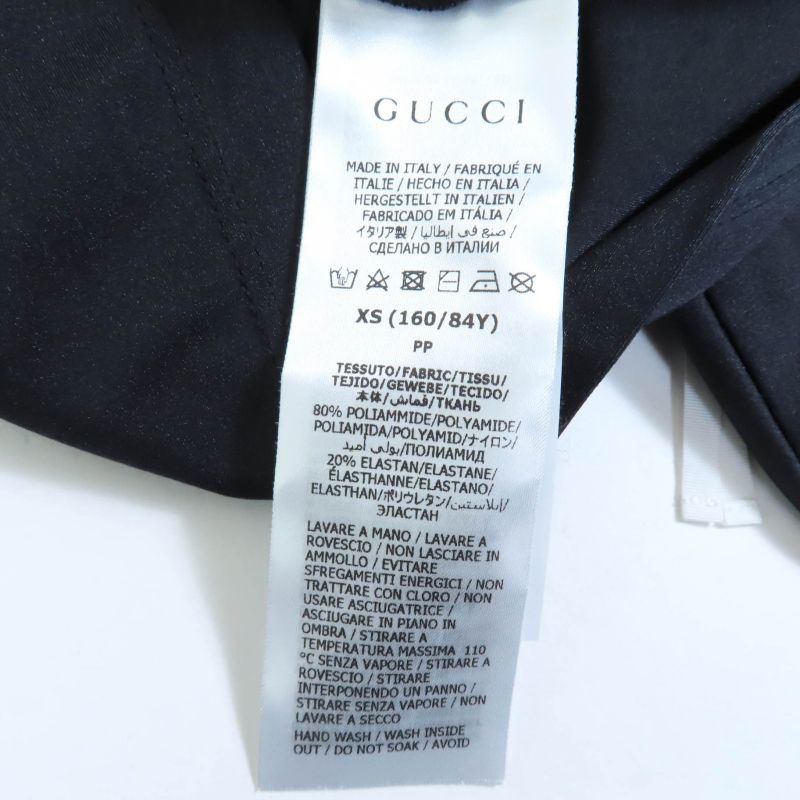 GUCCI
MADE IN ITALY / FABRIQUÉ EN
ITALIE / HECHO EN ITALIA /
HERGESTELLT IN ITALIEN /
FABRICADO EM ITÁLIA /
イタリア製 / صنع في إيطاليا /
СДЕЛАНО В ИТАЛИИ
XS (160/84Y)
PP
TESSUTO/FABRIC/TISSU/
TEJIDO/GEWEBE/TECIDO/
本体/قماش/ТКАНЬ
80% POLIAMMIDE/POLYAMIDE/
POLIAMIDA/POLYAMID/ナイロン/
بولي أميد/ПОЛИАМИД
20% ELASTAN/ELASTANE/
ÉLASTHANNE/ELASTANO/
ELASTHAN/ポリウレタン/إيلاستين/
ЭЛАСТАН
LAVARE A MANO / LAVARE A
ROVESCIO / NON LASCIARE IN
AMMOLLO / EVITARE
SFREGAMENTI ENERGICI / NON
TRATTARE CON CLORO / NON
USARE ASCIUGATRICE /
ASCIUGARE IN PIANO IN
OMBRA / STIRARE A
TEMPERATURA MASSIMA 110
°C SENZA VAPORE / STIRARE A
ROVESCIO / STIRARE
INTERPONENDO UN PANNO /
STIRARE SENZA VAPORE / NON
LAVARE A SECCO
HAND WASH / WASH INSIDE
OUT / DO NOT SOAK / AVOID